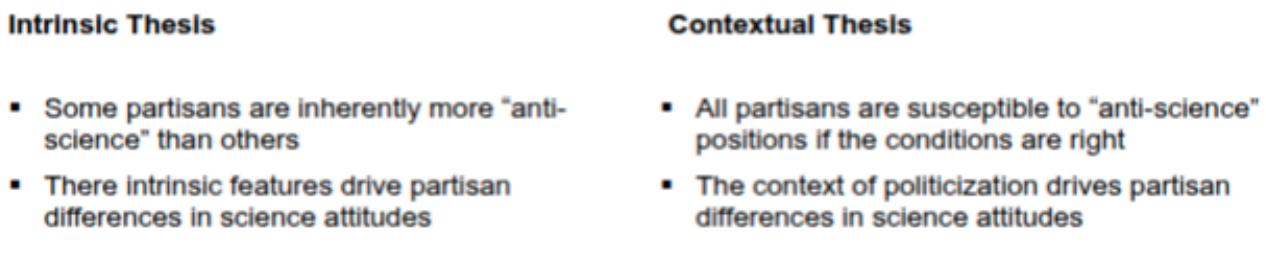 Intrinsic Thesis
▪ Some partisans are inherently more “anti-
science” than others
▪ There intrinsic features drive partisan
differences in science attitudes
Contextual Thesis
▪ All partisans are susceptible to “anti-science”
positions if the conditions are right
▪ The context of politicization drives partisan
differences in science attitudes